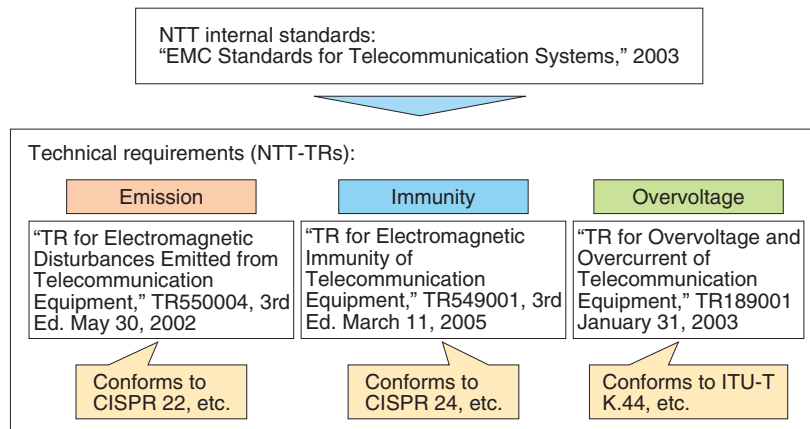 NTT internal standards:
“EMC Standards for Telecommunication Systems,” 2003
Technical requirements (NTT-TRs):
Emission
“TR for Electromagnetic
Disturbances Emitted from
Telecommunication
Equipment,” TR550004, 3rd
Ed. May 30, 2002
Conforms to
CISPR 22, etc.
Immunity
“TR for Electromagnetic
Immunity of
Telecommunication
Equipment,” TR549001, 3rd
Ed. March 11, 2005
Conforms to
CISPR 24, etc.
Overvoltage
“TR for Overvoltage and
Overcurrent of
Telecommunication
Equipment,” TR189001
January 31, 2003
Conforms to ITU-T
K.44, etc.